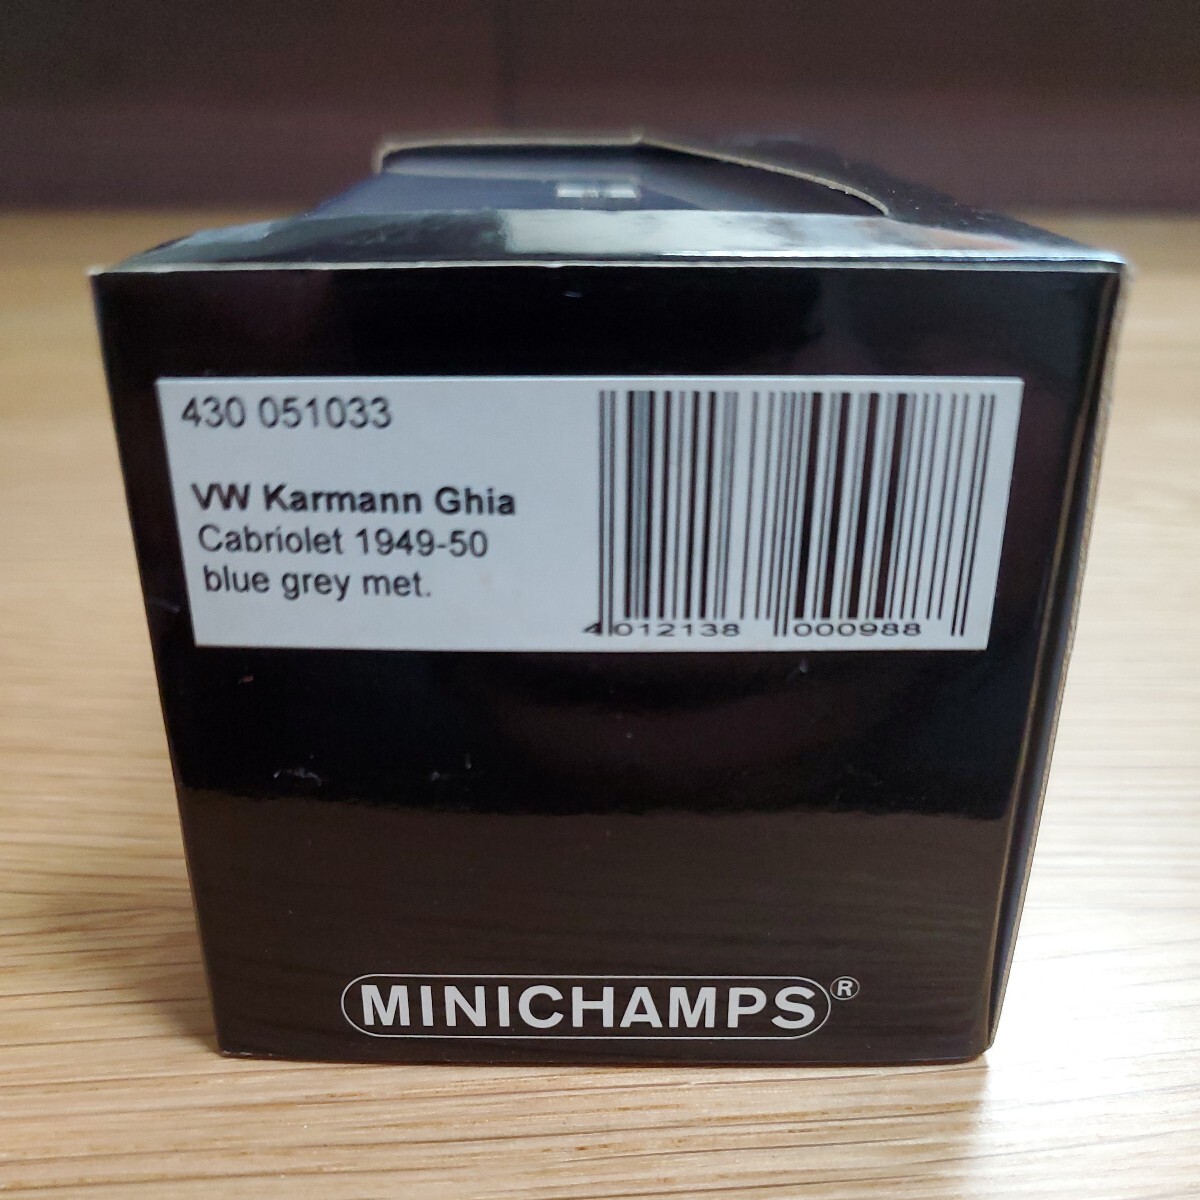 430 051033
VW Karmann Ghia
Cabriolet 1949-50
blue grey met.
4 012138 000988
MINICHAMPS®